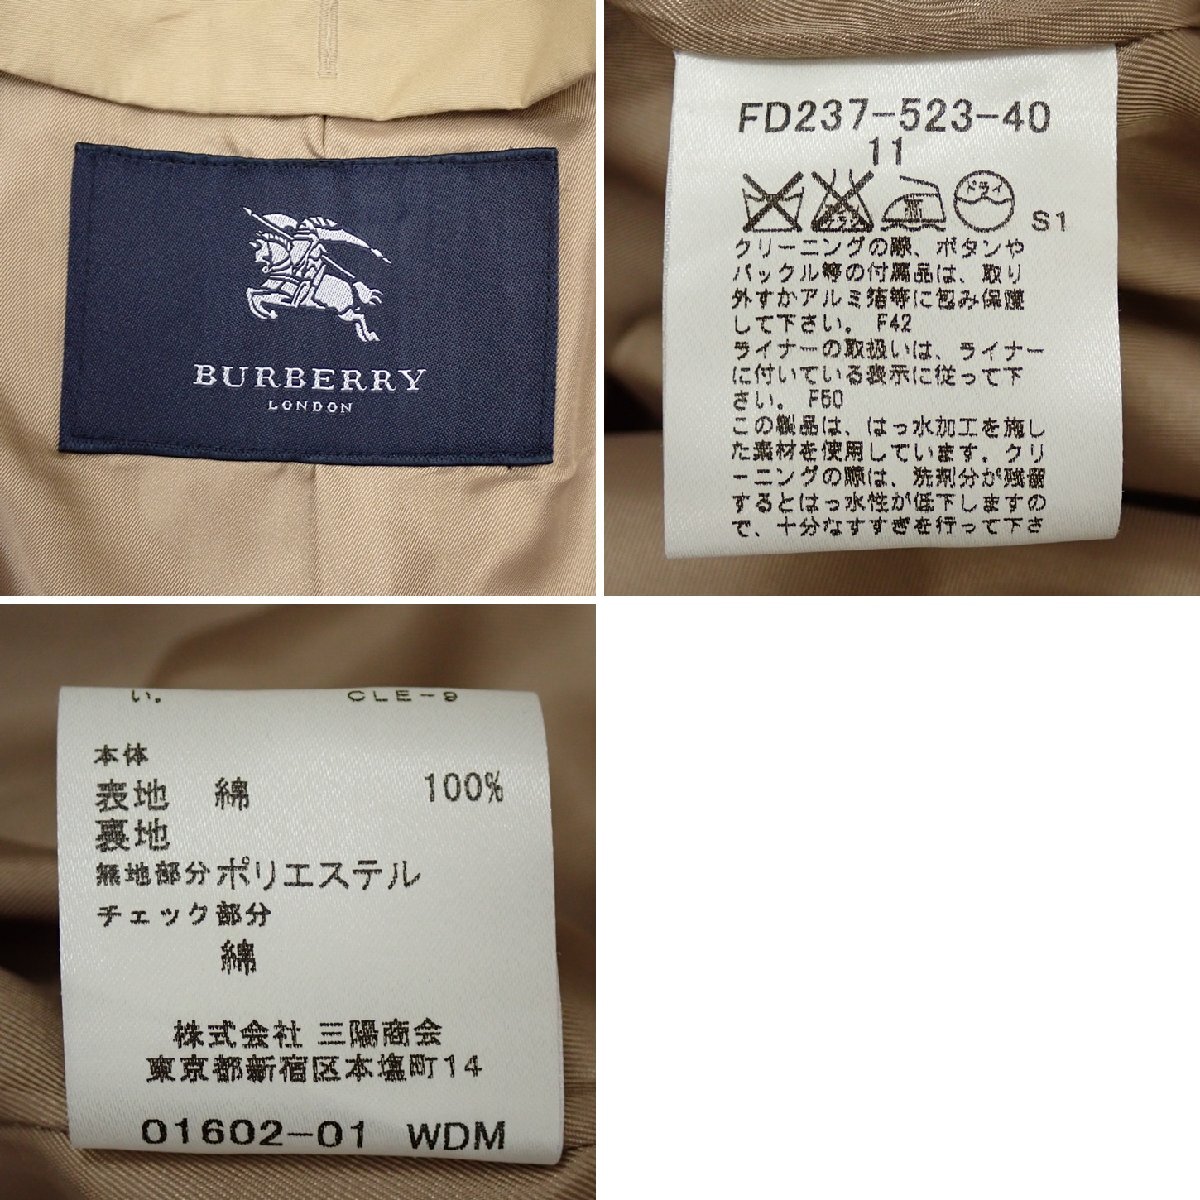 BURBERRY
LONDON
FD237-523-40
11
ドライ
S1
クリーニングの際、ボタンや
バックル等の付属品は、取り
外すかアルミ箔等に包み保護
して下さい。 F42
ライナーの取扱いは、ライナー
に付いている表示に従って下
さい。 F60
この製品は、はっ水加工を施し
た素材を使用しています。クリ
ーニングの際は、洗剤分が残留
するとはっ水性が低下しますの
で、十分なすすぎを行って下さ
い。 CLE-9
本体
表地 綿 100%
裏地
無地部分ポリエステル
チェック部分
綿
株式会社 三陽商会
東京都新宿区本塩町14
01602-01 WDM